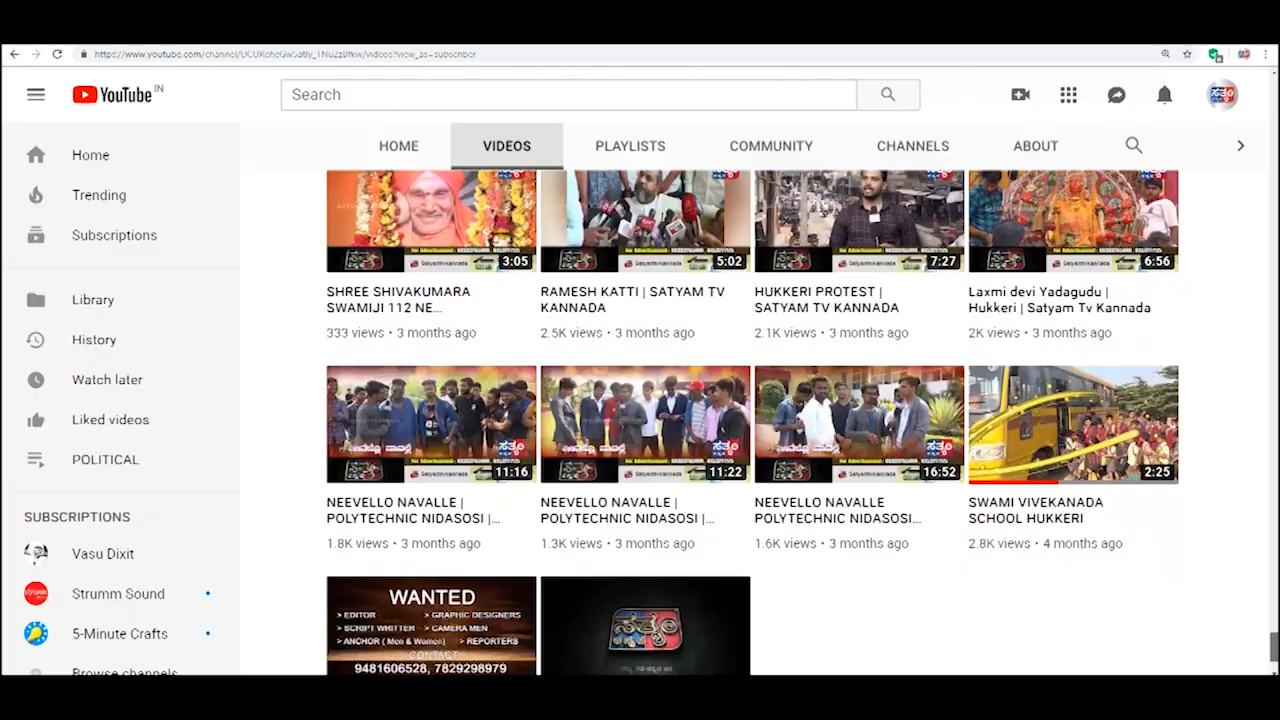 YouTube IN
Search
HOME
VIDEOS
PLAYLISTS
COMMUNITY
CHANNELS
ABOUT
Home
Trending
Subscriptions
Library
History
Watch later
Liked videos
POLITICAL
SUBSCRIPTIONS
Vasu Dixit
Strumm Sound
5-Minute Crafts
Browse channels
3:05
SHREE SHIVAKUMARA
SWAMIJI 112 NE...
333 views • 3 months ago
5:02
RAMESH KATTI | SATYAM TV
KANNADA
2.5K views • 3 months ago
7:27
HUKKERI PROTEST |
SATYAM TV KANNADA
2.1K views • 3 months ago
6:56
Laxmi devi Yadagudu |
Hukkeri | Satyam Tv Kannada
2K views • 3 months ago
11:16
NEEVELLO NAVALLE |
POLYTECHNIC NIDASOSI |...
1.8K views • 3 months ago
11:22
NEEVELLO NAVALLE |
POLYTECHNIC NIDASOSI |...
1.3K views • 3 months ago
16:52
NEEVELLO NAVALLE
POLYTECHNIC NIDASOSI...
1.6K views • 3 months ago
2:25
SWAMI VIVEKANADA
SCHOOL HUKKERI
2.8K views • 4 months ago
WANTED
> EDITOR > GRAPHIC DESIGNERS
> SCRIPT WRITTER > CAMERA MEN
> ANCHOR ( Men & Women) > REPORTERS
CONTACT
9481606528, 7829298979
ಸತ್ಯಂ